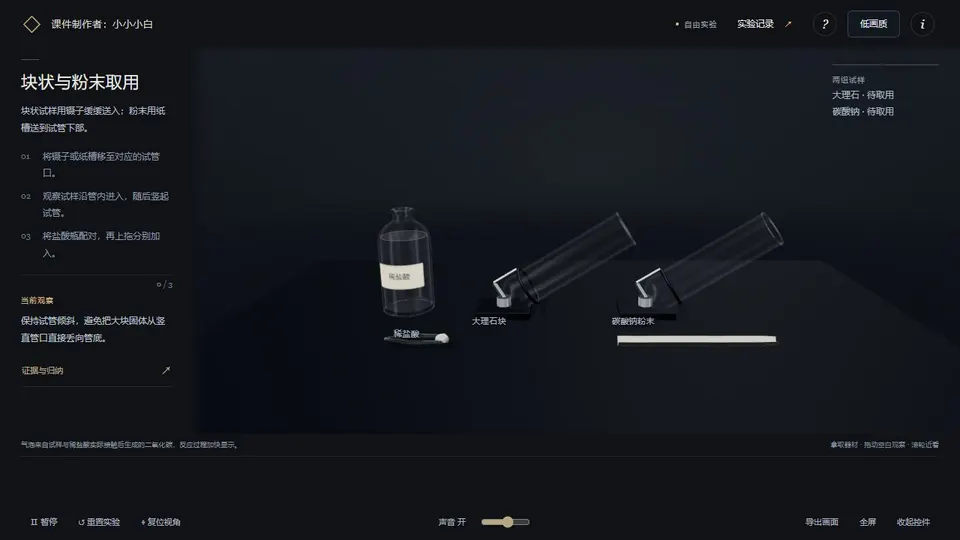 课件制作者：小小小白
自由实验
实验记录
?
低画质
i
块状与粉末取用
块状试样用镊子缓缓送入；粉末用纸
槽送到试管下部。
01 将镊子或纸槽移至对应的试管
口。
02 观察试样沿管内进入，随后竖起
试管。
03 将盐酸瓶配对，再上拖分别加
入。
0 / 3
当前观察
保持试管倾斜，避免把大块固体从竖
直管口直接丢向管底。
证据与归纳
两组试样
大理石 · 待取用
碳酸钠 · 待取用
稀盐酸
稀盐酸
大理石块
碳酸钠粉末
气泡来自试样与稀盐酸实际接触后生成的二氧化碳，反应过程加快显示。
拿取器材 · 拖动空白观察 · 滚轮近看
暂停
重置实验
复位视角
声音 开
导出画面
全屏
收起控件